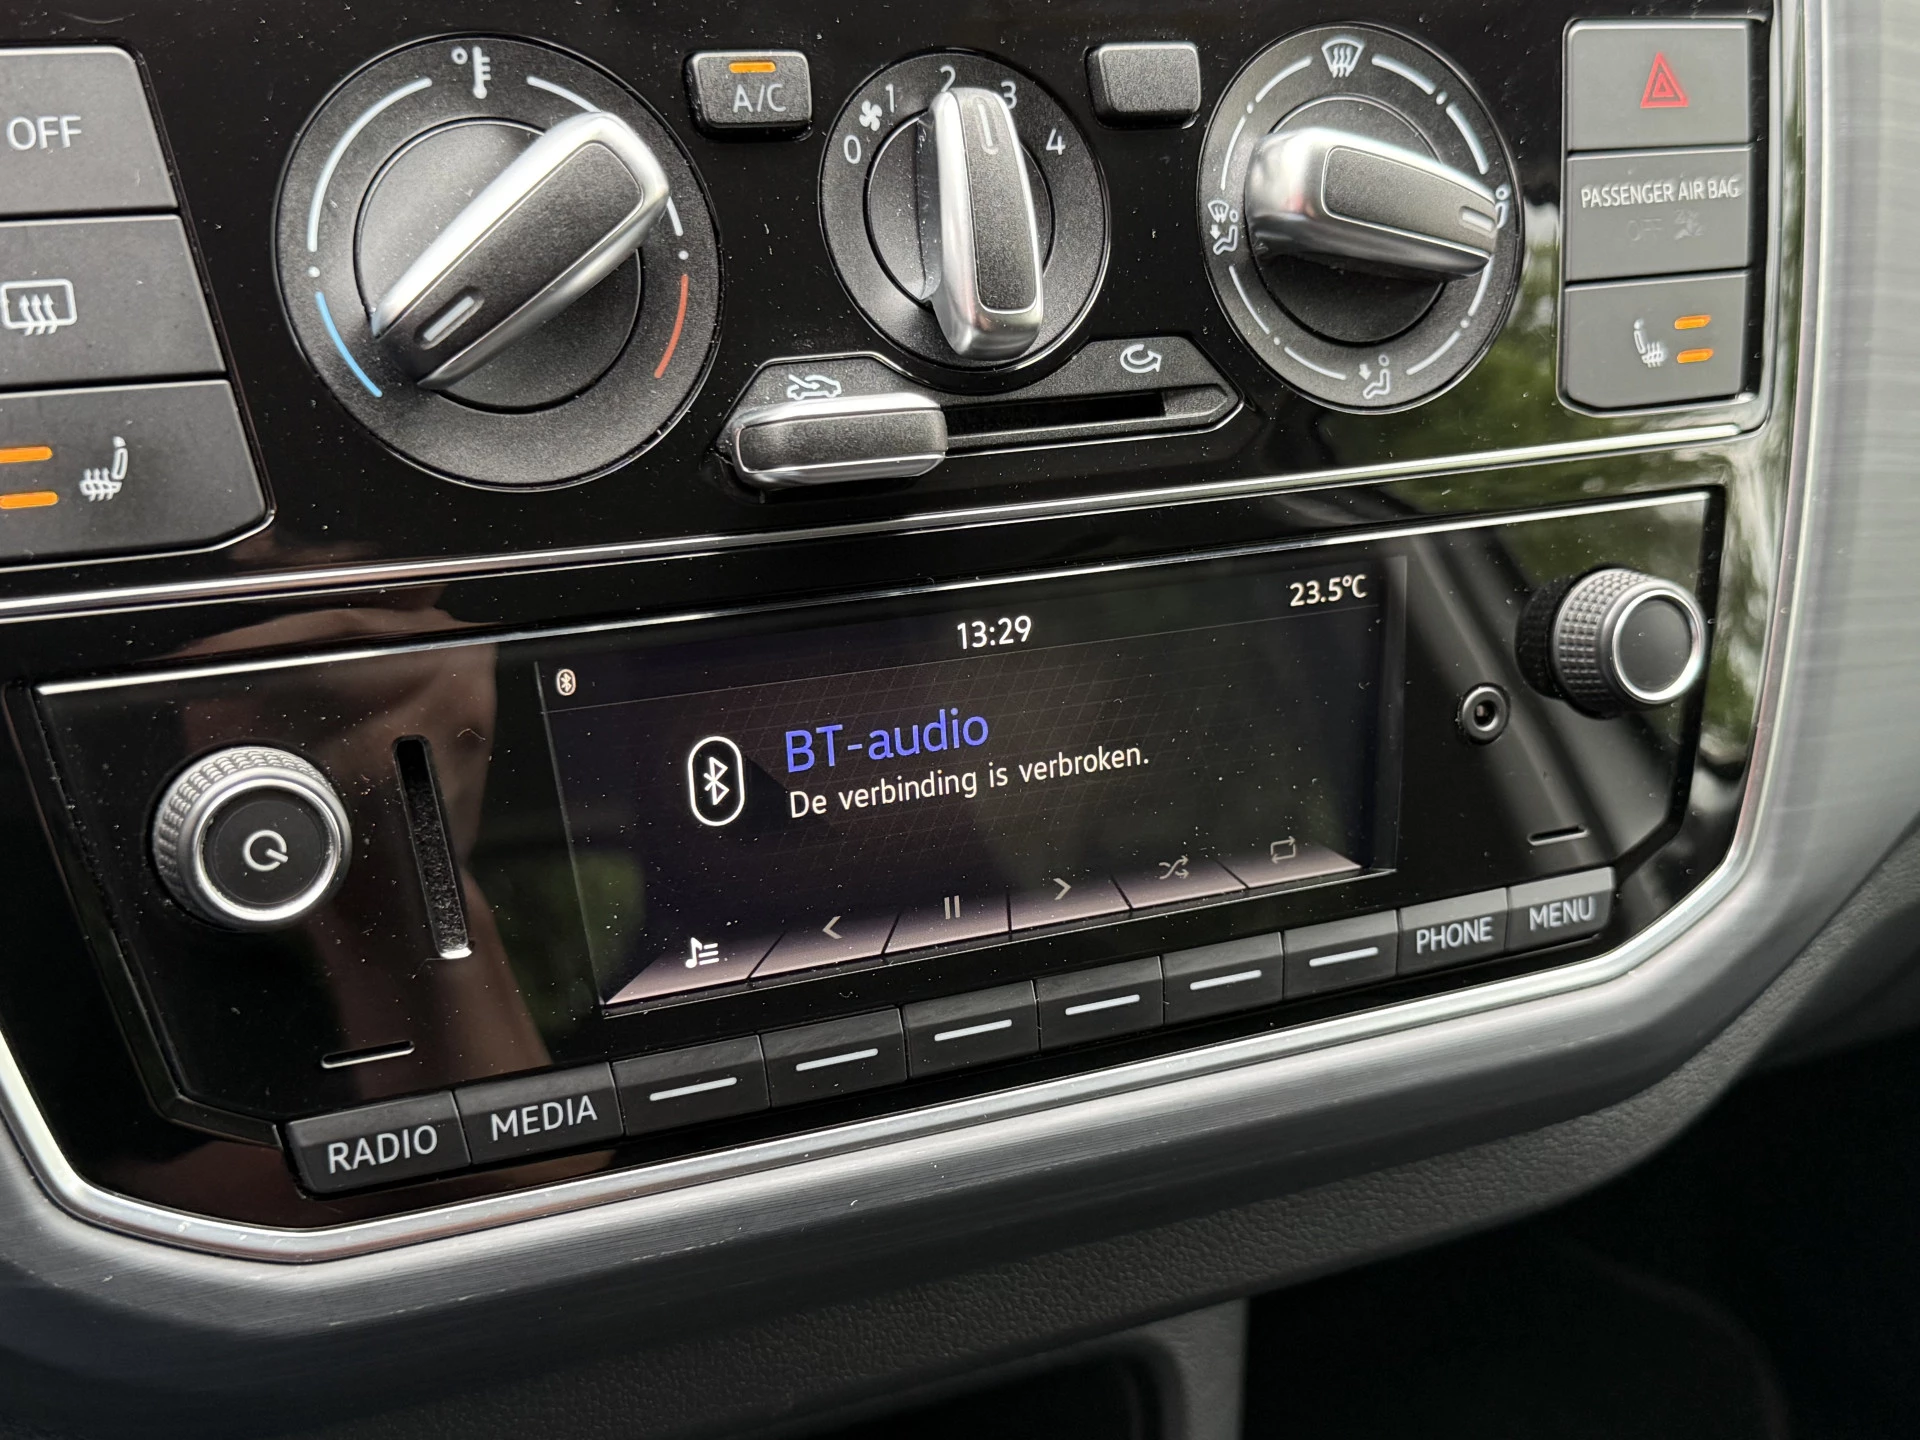 OFF
A/C
0 1 2 3 4
PASSENGER AIR BAG
OFF
13:29
23.5°C
BT-audio
De verbinding is verbroken.
RADIO
MEDIA
PHONE
MENU